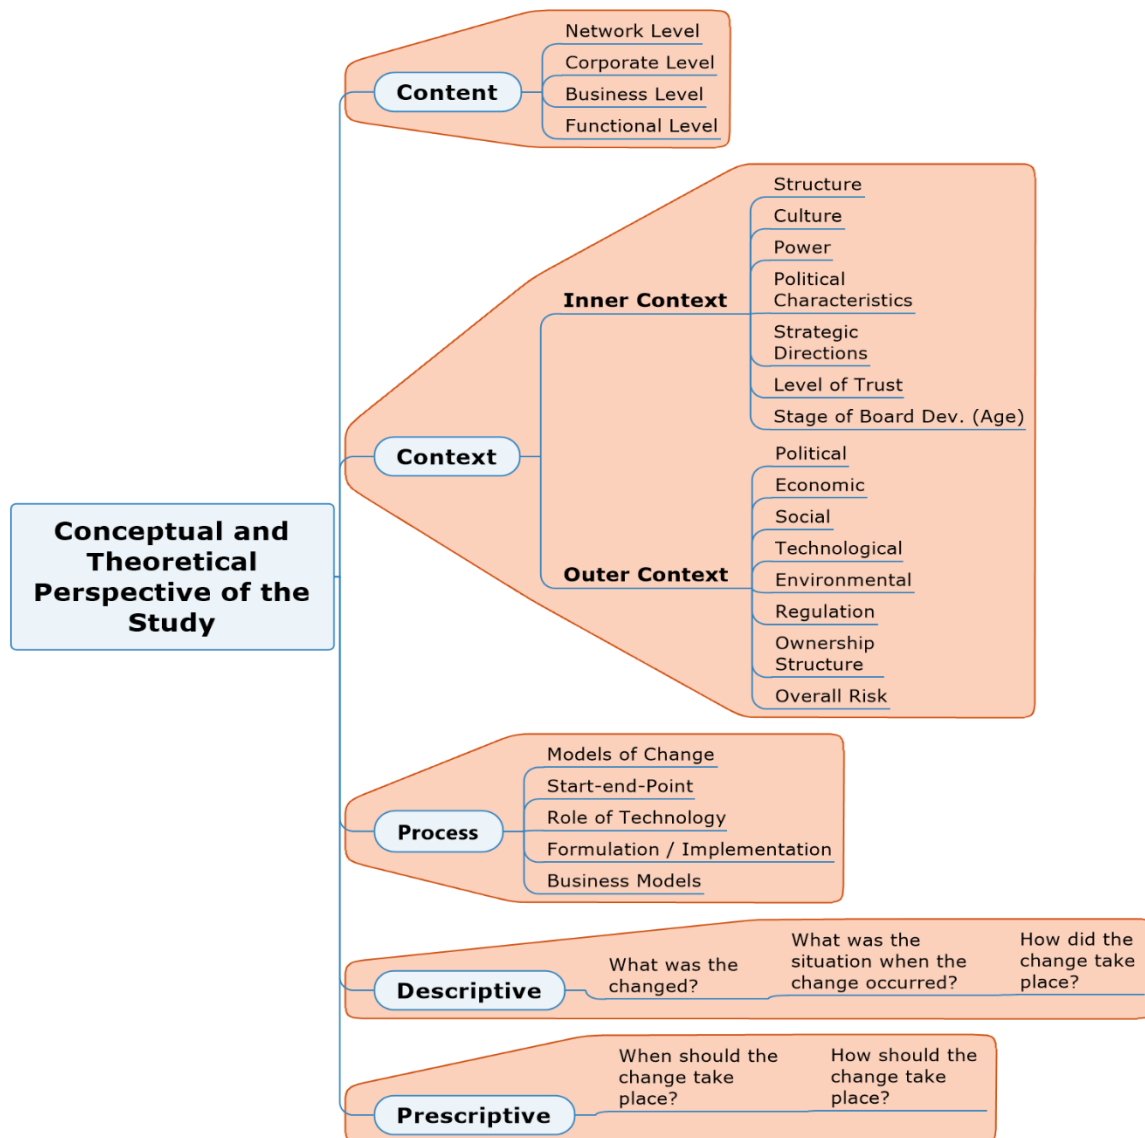 Network Level
Corporate Level
Content
Business Level
Functional Level
Structure
Culture
Power
Political
Characteristics
Inner Context
Strategic
Directions
Level of Trust
Stage of Board Dev. (Age)
Context
Political
Economic
Social
Technological
Outer Context
Environmental
Regulation
Ownership
Structure
Overall Risk
Conceptual and
Theoretical
Perspective of the
Study
Models of Change
Start-end-Point
Role of Technology
Process
Formulation / Implementation
Business Models
Descriptive
What was the
changed?
What was the
situation when the
change occurred?
How did the
change take
place?
Prescriptive
When should the
change take
place?
How should the
change take
place?